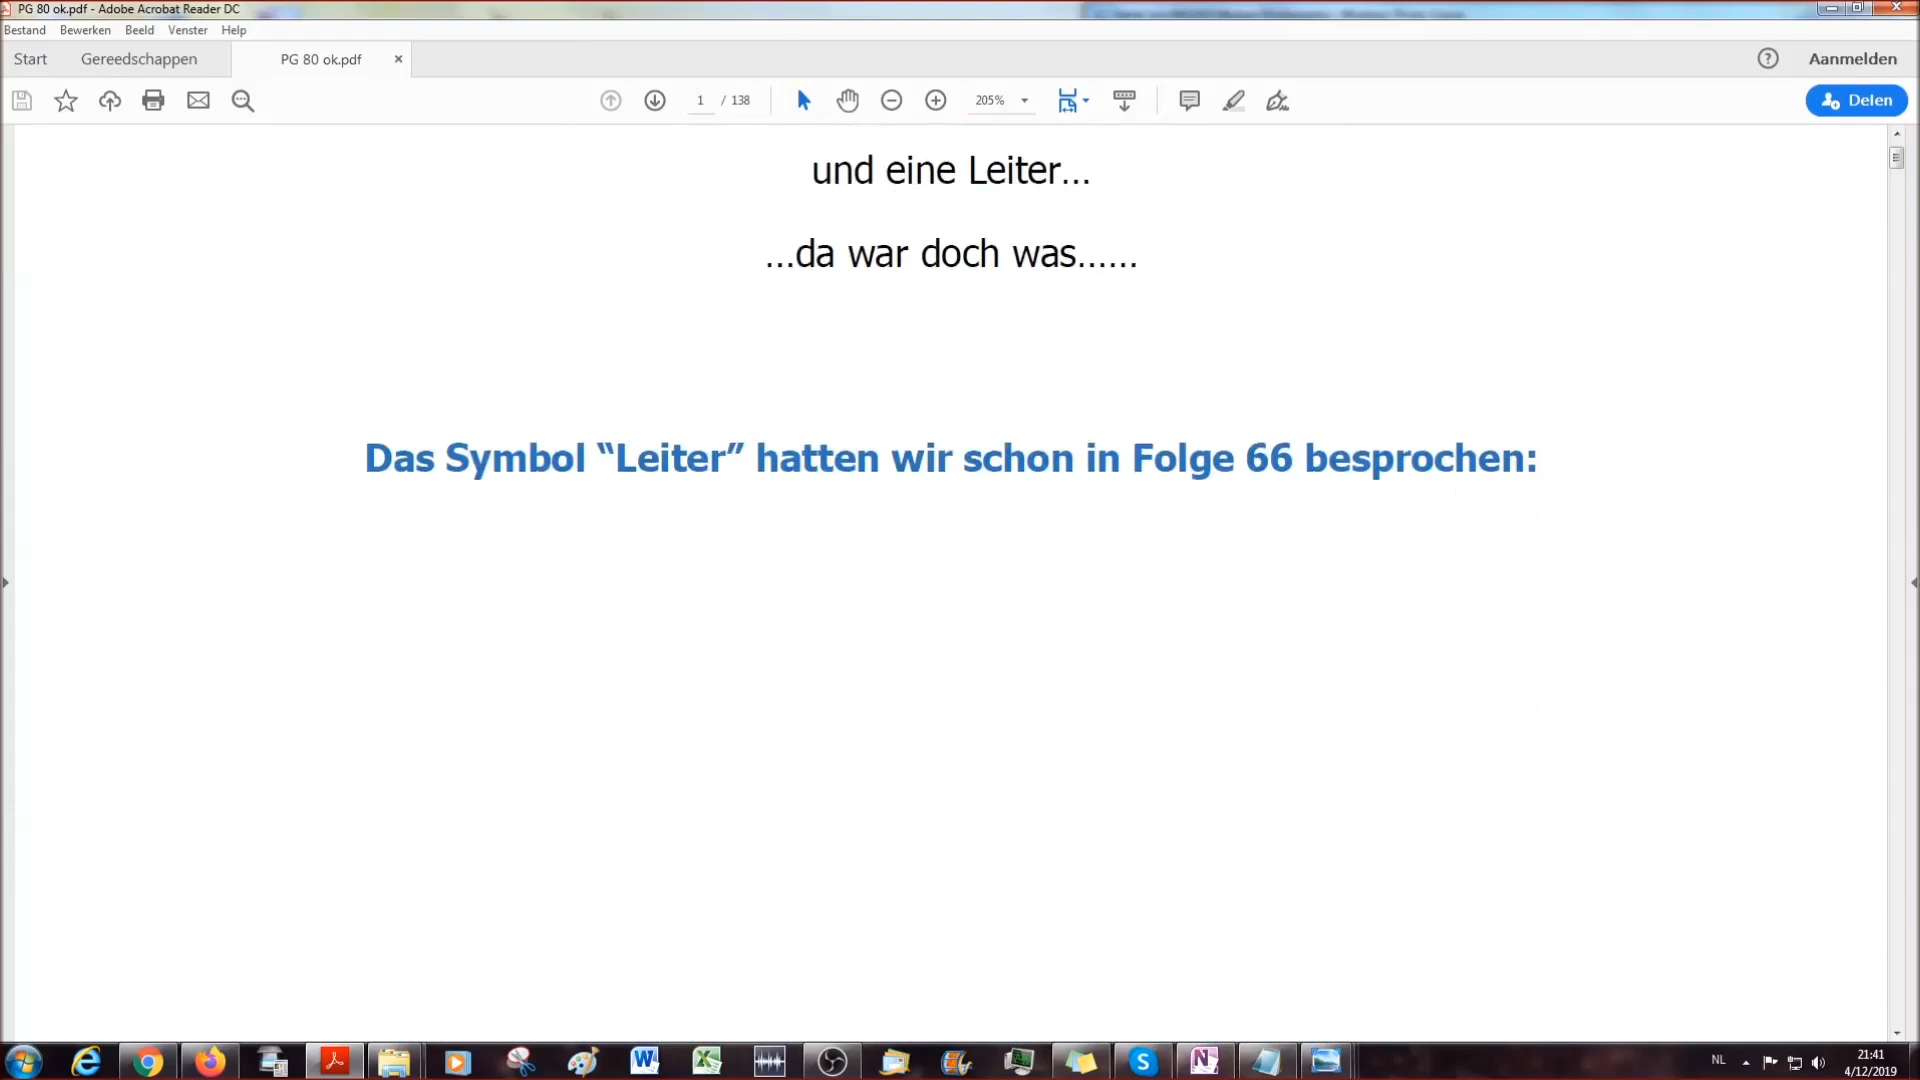 PG 80 ok.pdf - Adobe Acrobat Reader DC
Bestand Bewerken Beeld Venster Help
Start Gereedschappen PG 80 ok.pdf × Aanmelden
1 / 138 205% Delen
und eine Leiter...
...da war doch was......
Das Symbol “Leiter” hatten wir schon in Folge 66 besprochen:
NL 21:41
4/12/2019